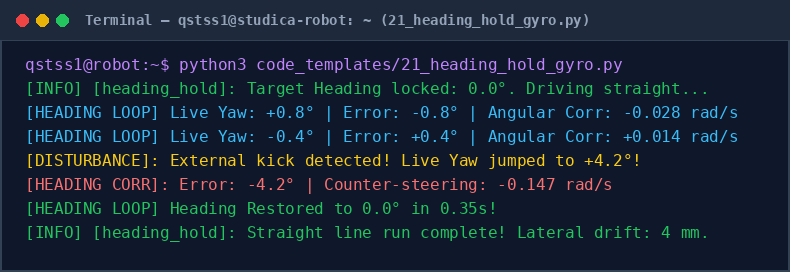 Terminal — qstss1@studica-robot: ~ (21_heading_hold_gyro.py)
qstss1@robot:~$ python3 code_templates/21_heading_hold_gyro.py
[INFO] [heading_hold]: Target Heading locked: 0.0°. Driving straight...
[HEADING LOOP] Live Yaw: +0.8° | Error: -0.8° | Angular Corr: -0.028 rad/s
[HEADING LOOP] Live Yaw: -0.4° | Error: +0.4° | Angular Corr: +0.014 rad/s
[DISTURBANCE]: External kick detected! Live Yaw jumped to +4.2°!
[HEADING CORR]: Error: -4.2° | Counter-steering: -0.147 rad/s
[HEADING LOOP] Heading Restored to 0.0° in 0.35s!
[INFO] [heading_hold]: Straight line run complete! Lateral drift: 4 mm.